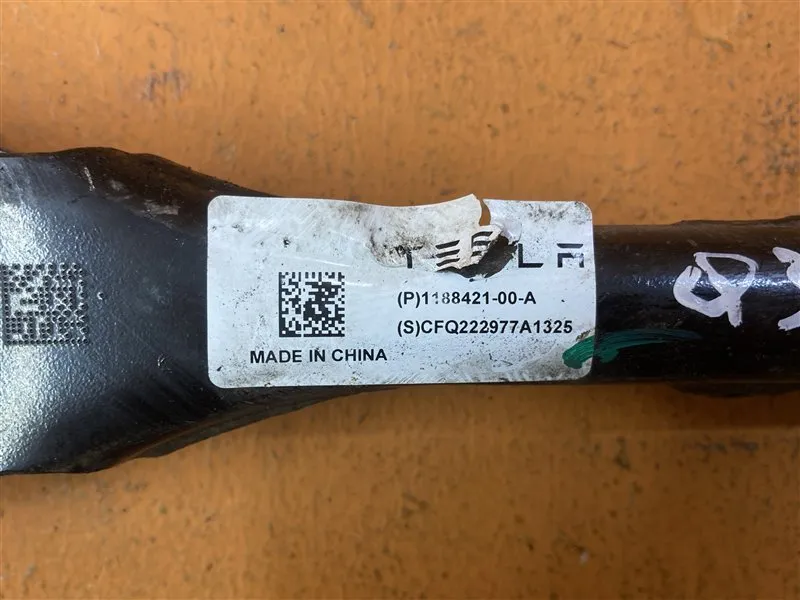 TESLA
(P)1188421-00-A
(S)CFQ222977A1325
MADE IN CHINA